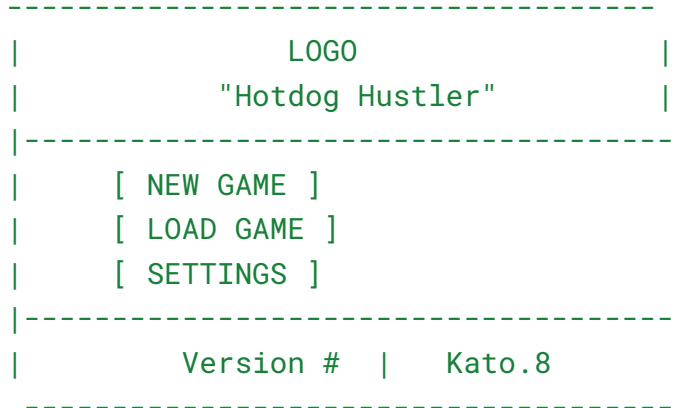 -------------------------------------
| LOGO |
| "Hotdog Hustler" |
|-------------------------------------
| [ NEW GAME ]
| [ LOAD GAME ]
| [ SETTINGS ]
|-------------------------------------
| Version # | Kato.8
-------------------------------------